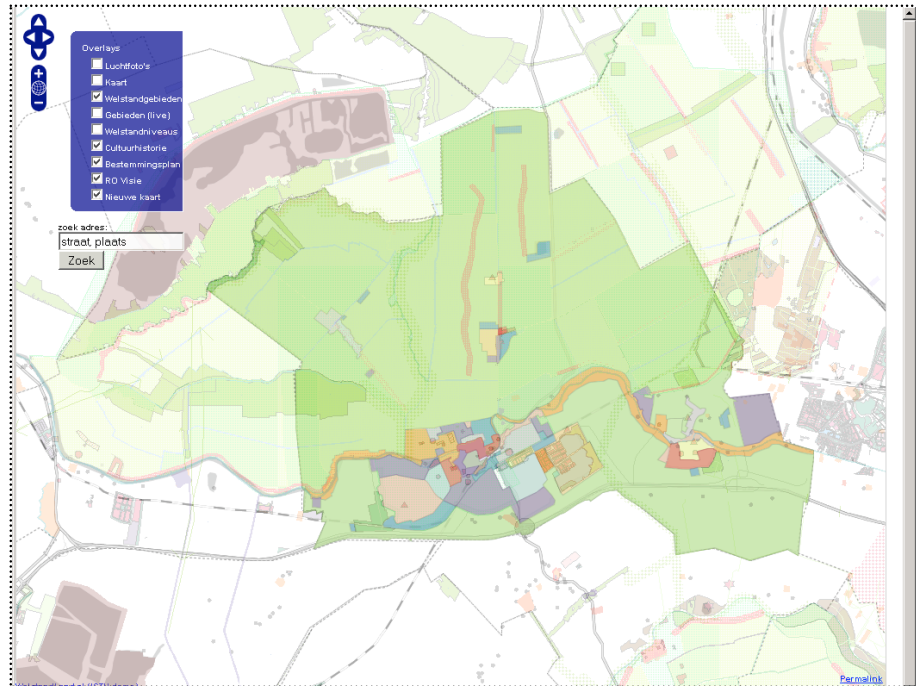 Overlays
Luchtfoto's
Kaart
Welstandgebieden
Gebieden (live)
Welstandniveaus
Cultuurhistorie
Bestemmingsplan
RO Visie
Nieuwe kaart
zoek adres:
straat, plaats
Zoek
Permalink